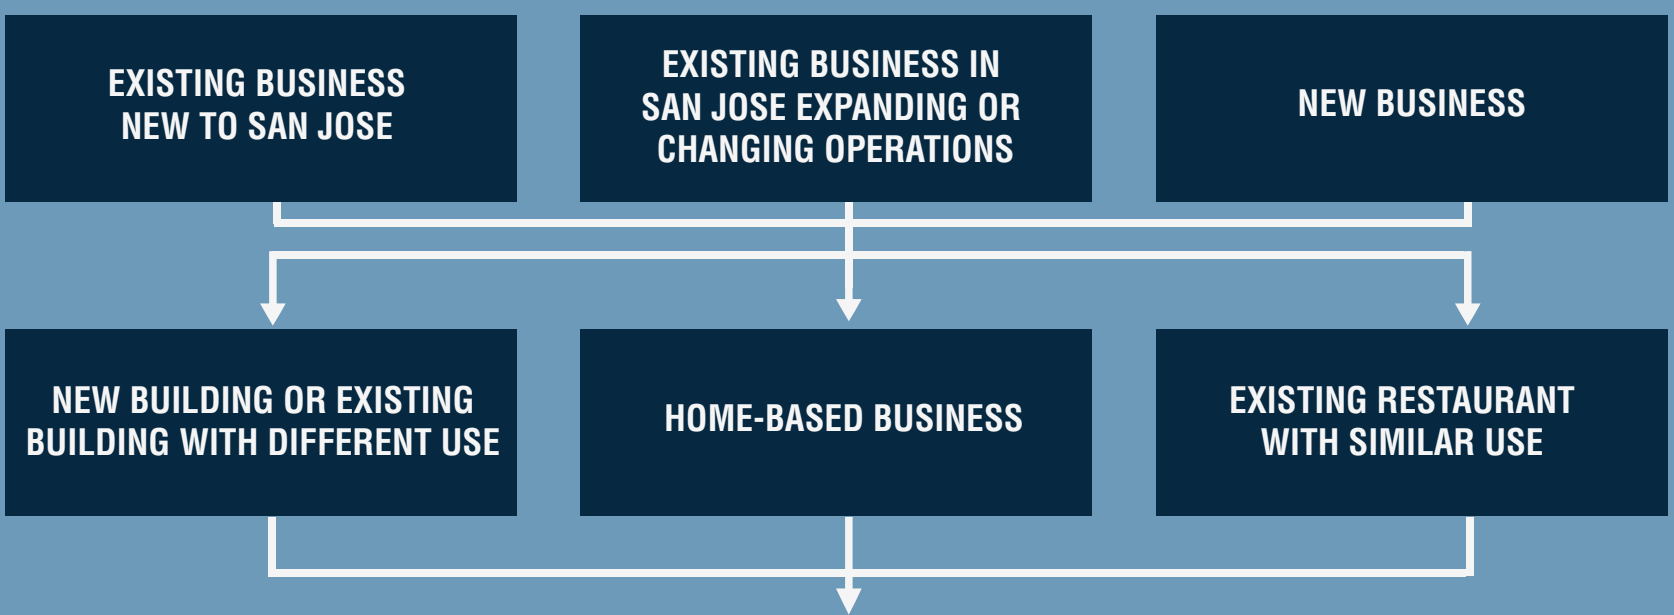 EXISTING BUSINESS
NEW TO SAN JOSE
EXISTING BUSINESS IN
SAN JOSE EXPANDING OR
CHANGING OPERATIONS
NEW BUSINESS
NEW BUILDING OR EXISTING
BUILDING WITH DIFFERENT USE
HOME-BASED BUSINESS
EXISTING RESTAURANT
WITH SIMILAR USE